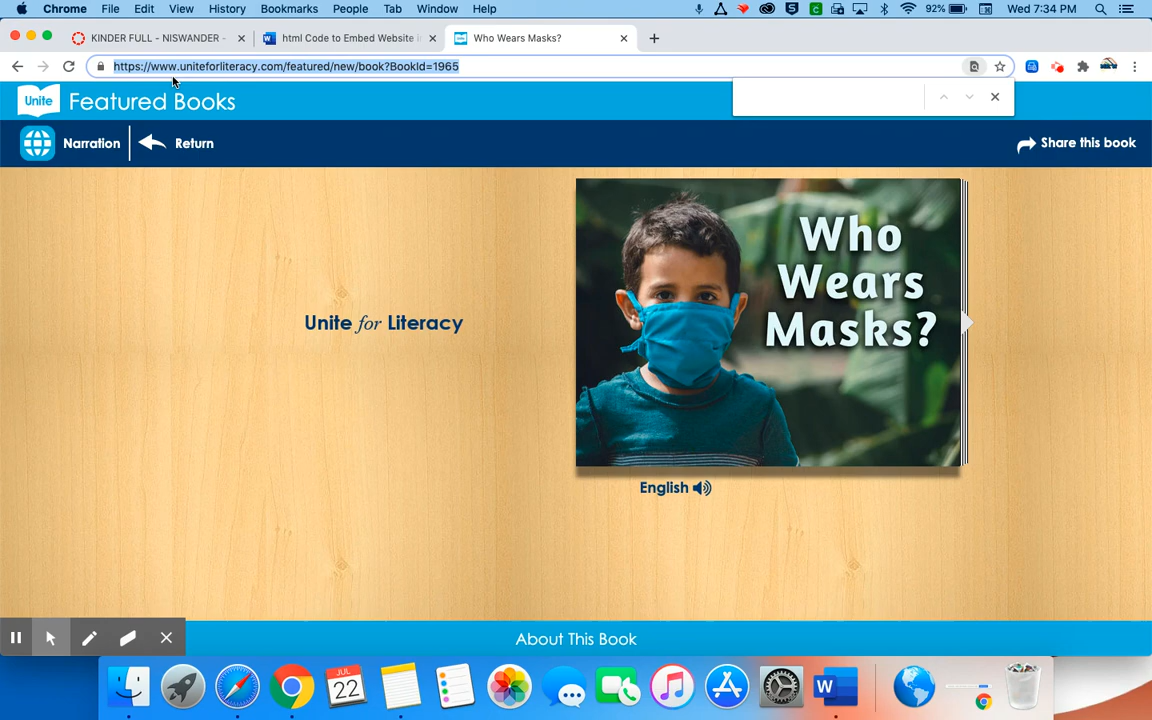 Chrome File Edit View History Bookmarks People Tab Window Help 92% Wed 7:34 PM
KINDER FULL - NISWANDER -
html Code to Embed Website i
Who Wears Masks?
https://www.uniteforliteracy.com/featured/new/book?BookId=1965
Unite Featured Books
Narration Return Share this book
Who
Wears
Masks?
Unite for Literacy
English
About This Book
JUL
22
W